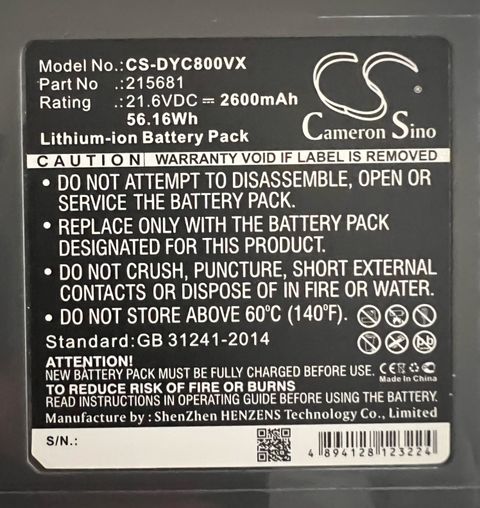 Model No.: CS-DYC800VX
Part No :215681
Rating :21.6VDC ⎓ 2600mAh
56.16Wh
Lithium-ion Battery Pack
CS
Cameron Sino
CAUTION WARRANTY VOID IF LABEL IS REMOVED
• DO NOT ATTEMPT TO DISASSEMBLE, OPEN OR
SERVICE THE BATTERY PACK.
• REPLACE ONLY WITH THE BATTERY PACK
DESIGNATED FOR THIS PRODUCT.
• DO NOT CRUSH, PUNCTURE, SHORT EXTERNAL
CONTACTS OR DISPOSE OF IN FIRE OR WATER.
• DO NOT STORE ABOVE 60°C (140°F).
Standard:GB 31241-2014
ATTENTION!
NEW BATTERY PACK MUST BE FULLY CHARGED BEFORE USE.
TO REDUCE RISK OF FIRE OR BURNS
READ INSTRUCTIONS IN OPERATING BOOKLET BEFORE USING THE BATTERY.
CE
Made in China
Manufacture by : ShenZhen HENZENS Technology Co., Limited
S/N.:
4 894128 123224